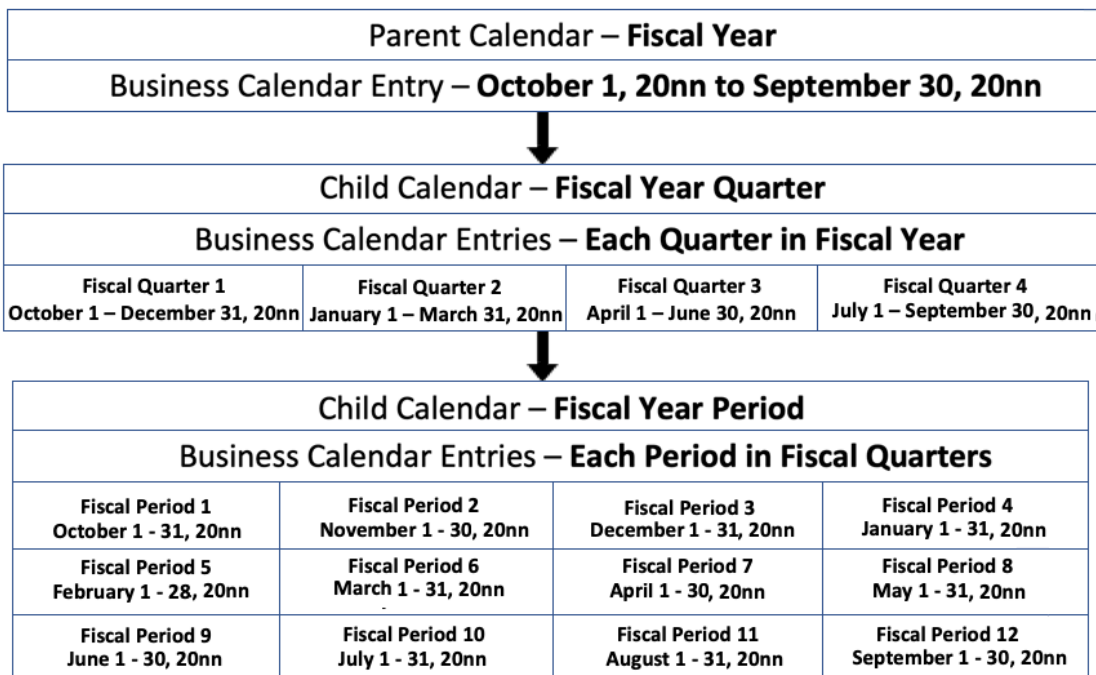 Parent Calendar – Fiscal Year
Business Calendar Entry – October 1, 20nn to September 30, 20nn
Child Calendar – Fiscal Year Quarter
Business Calendar Entries – Each Quarter in Fiscal Year
Fiscal Quarter 1
October 1 – December 31, 20nn
Fiscal Quarter 2
January 1 – March 31, 20nn
Fiscal Quarter 3
April 1 – June 30, 20nn
Fiscal Quarter 4
July 1 – September 30, 20nn
Child Calendar – Fiscal Year Period
Business Calendar Entries – Each Period in Fiscal Quarters
Fiscal Period 1
October 1 - 31, 20nn
Fiscal Period 2
November 1 - 30, 20nn
Fiscal Period 3
December 1 - 31, 20nn
Fiscal Period 4
January 1 - 31, 20nn
Fiscal Period 5
February 1 - 28, 20nn
Fiscal Period 6
March 1 - 31, 20nn
Fiscal Period 7
April 1 - 30, 20nn
Fiscal Period 8
May 1 - 31, 20nn
Fiscal Period 9
June 1 - 30, 20nn
Fiscal Period 10
July 1 - 31, 20nn
Fiscal Period 11
August 1 - 31, 20nn
Fiscal Period 12
September 1 - 30, 20nn